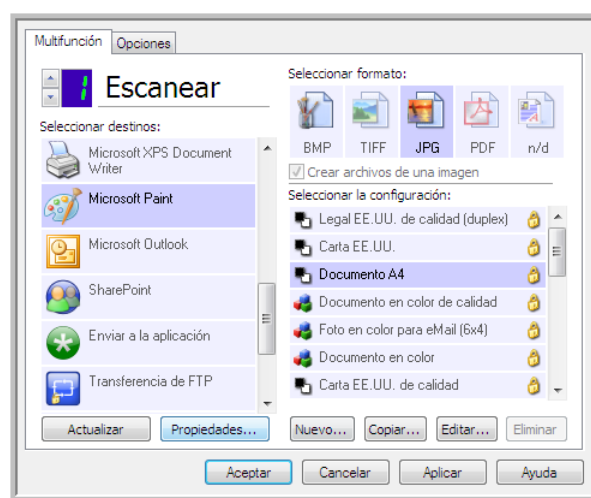 Multifunción
Opciones
1
Escanear
Seleccionar destinos:
Microsoft XPS Document
Writer
Microsoft Paint
Microsoft Outlook
SharePoint
Enviar a la aplicación
Transferencia de FTP
Actualizar
Propiedades...
Seleccionar formato:
BMP
TIFF
JPG
PDF
n/d
Crear archivos de una imagen
Seleccionar la configuración:
Legal EE.UU. de calidad (duplex)
Carta EE.UU.
Documento A4
Documento en color de calidad
Foto en color para eMail (6x4)
Documento en color
Carta EE.UU. de calidad
Nuevo...
Copiar...
Editar...
Eliminar
Aceptar
Cancelar
Aplicar
Ayuda